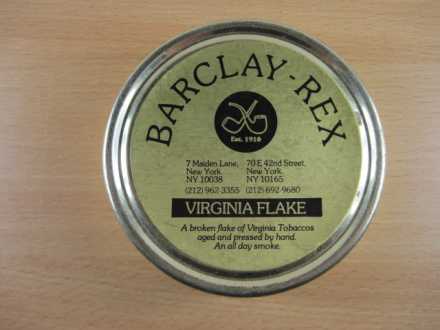 BARCLAY-REX
Est. 1910
7 Maiden Lane, 70 E 42nd Street,
New York. New York.
NY 10038 NY 10165
(212) 962-3355 (212) 692-9680
VIRGINIA FLAKE
A broken flake of Virginia Tobaccos
aged and pressed by hand.
An all day smoke.